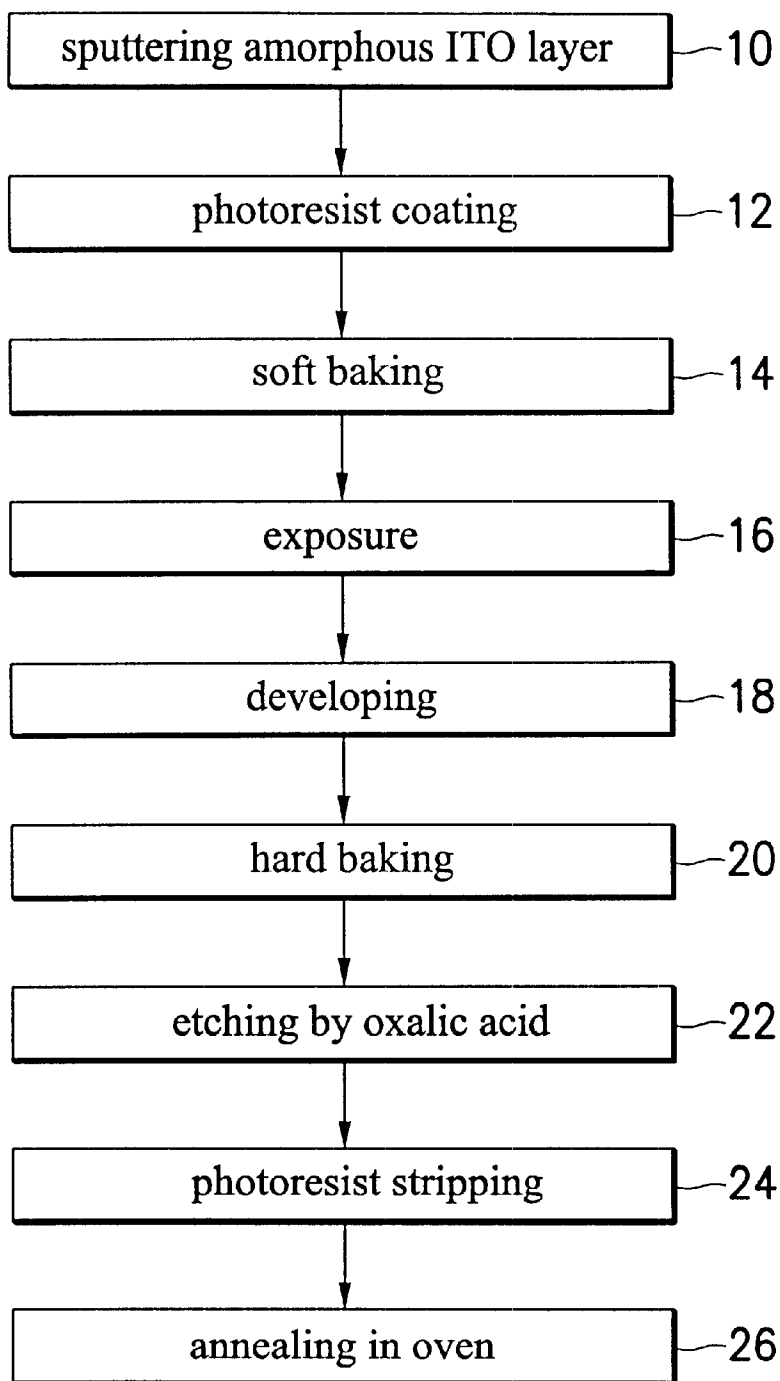 sputtering amorphous ITO layer 10
photoresist coating 12
soft baking 14
exposure 16
developing 18
hard baking 20
etching by oxalic acid 22
photoresist stripping 24
annealing in oven 26